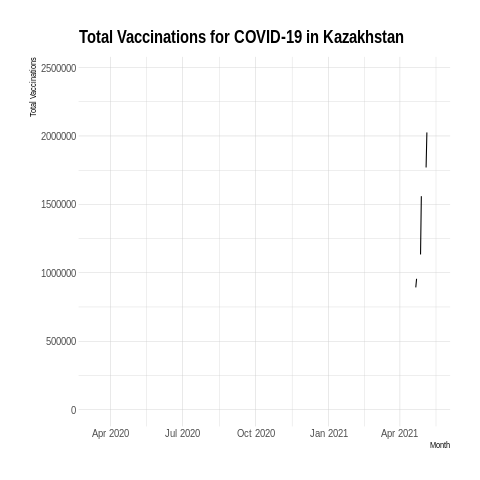 Total Vaccinations for COVID-19 in Kazakhstan
Total Vaccinations
2500000
2000000
1500000
1000000
500000
0
Apr 2020 Jul 2020 Oct 2020 Jan 2021 Apr 2021
Month